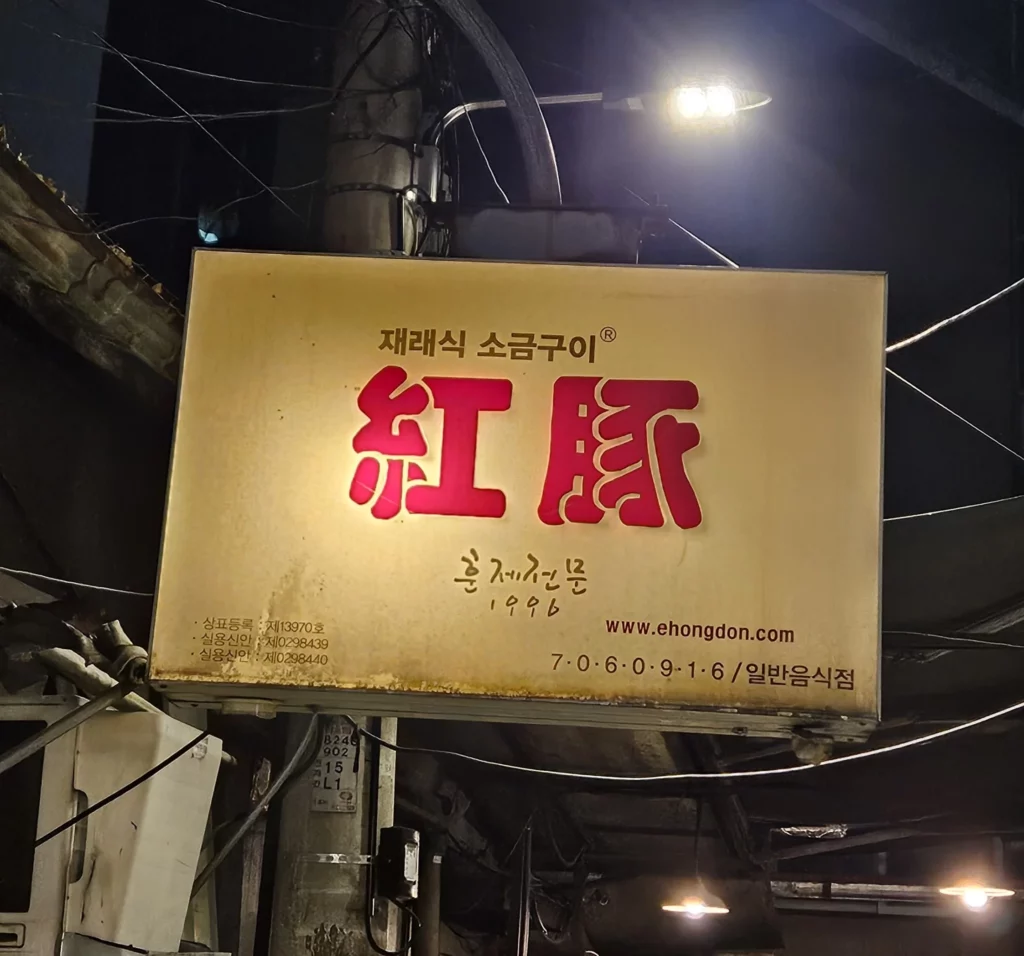 재래식 소금구이®
紅豚
훈제전문
1996
· 상표등록 : 제13970호
· 실용신안 : 제0298439
· 실용신안 : 제0298440
www.ehongdon.com
7·0·6·0·9·1·6/일반음식점
902
15
L1